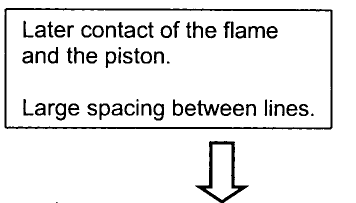 Later contact of the flame
and the piston.
Large spacing between lines.